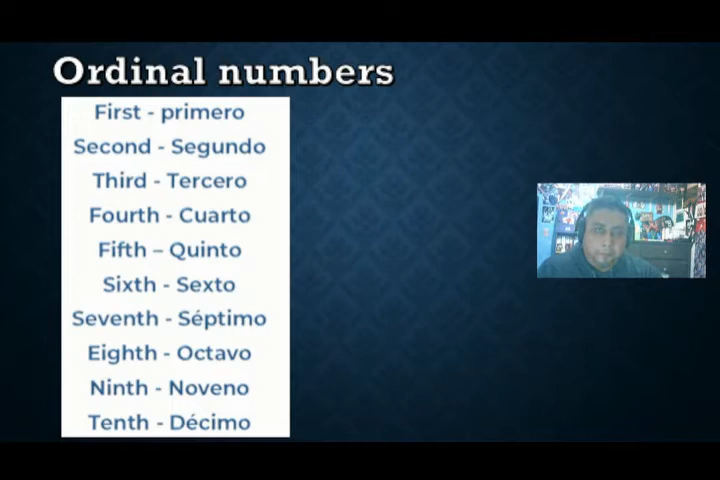 Ordinal numbers
First - primero
Second - Segundo
Third - Tercero
Fourth - Cuarto
Fifth – Quinto
Sixth - Sexto
Seventh - Séptimo
Eighth - Octavo
Ninth - Noveno
Tenth - Décimo